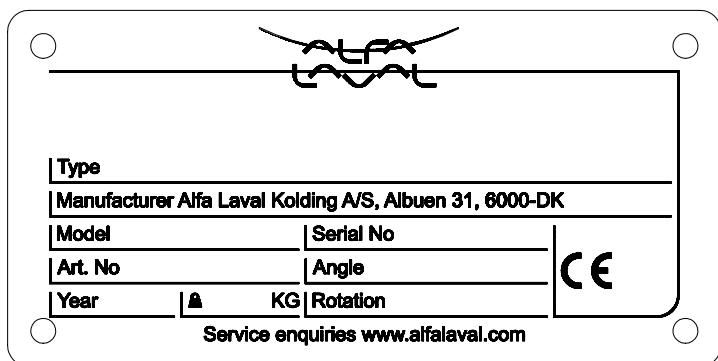 ALFA
LAVAL
Type
Manufacturer Alfa Laval Kolding A/S, Albuen 31, 6000-DK
Model Serial No
Art. No Angle
CE
Year KG Rotation
Service enquiries www.alfalaval.com